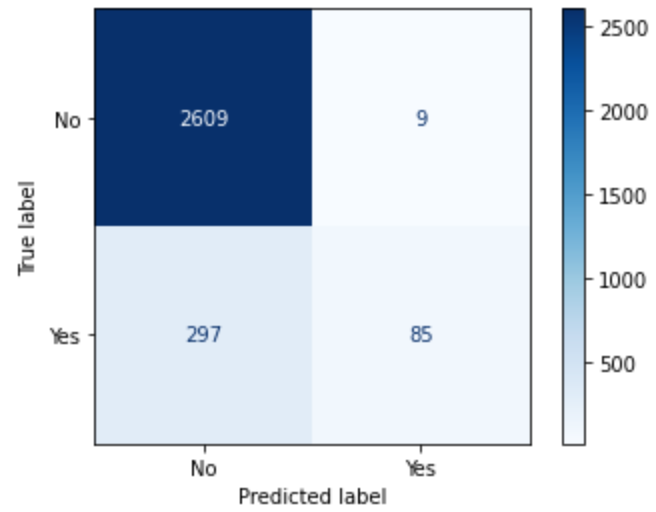 2500
No 2609 9
2000
True label
1500
1000
Yes 297 85
500
No Yes
Predicted label